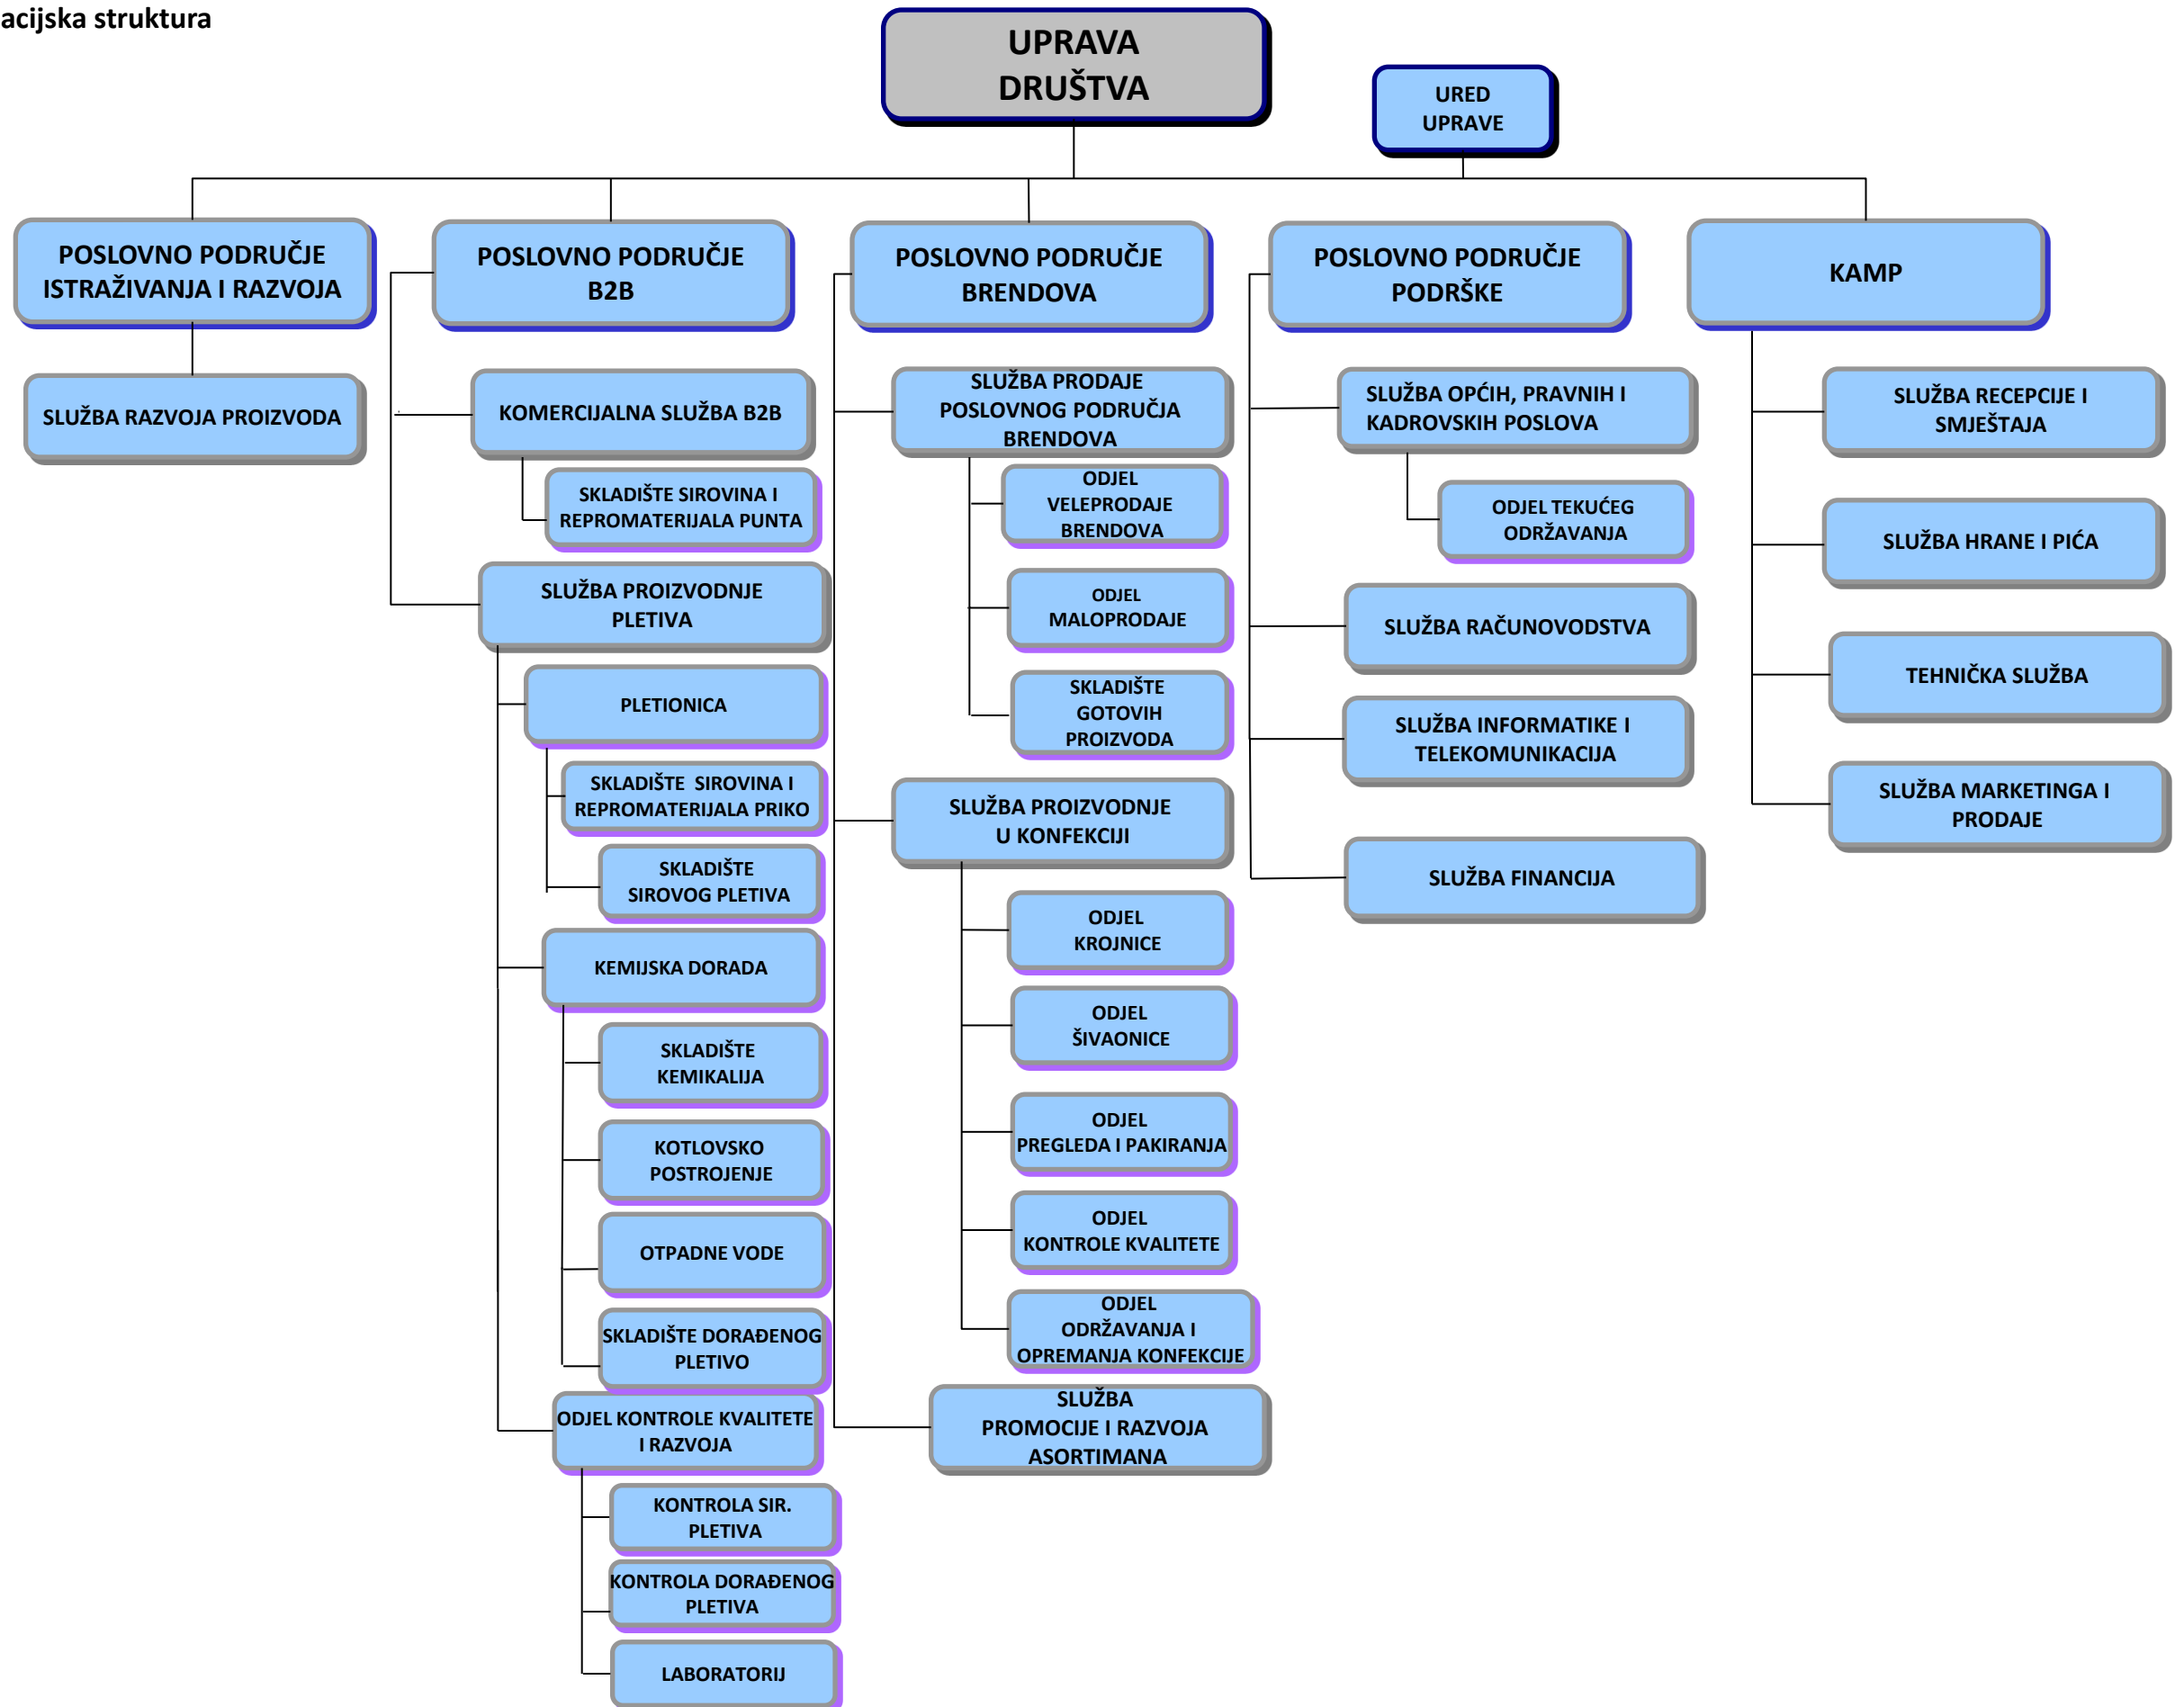 acijska struktura
UPRAVA
DRUŠTVA
URED
UPRAVE
POSLOVNO PODRUČJE
ISTRAŽIVANJA I RAZVOJA
SLUŽBA RAZVOJA PROIZVODA
POSLOVNO PODRUČJE
B2B
KOMERCIJALNA SLUŽBA B2B
SKLADIŠTE SIROVINA I
REPROMATERIJALA PUNTA
SLUŽBA PROIZVODNJE
PLETIVA
PLETIONICA
SKLADIŠTE SIROVINA I
REPROMATERIJALA PRIKO
SKLADIŠTE
SIROVOG PLETIVA
KEMIJSKA DORADA
SKLADIŠTE
KEMIKALIJA
KOTLOVSKO
POSTROJENJE
OTPADNE VODE
SKLADIŠTE DORAĐENOG
PLETIVO
ODJEL KONTROLE KVALITETE
I RAZVOJA
KONTROLA SIR.
PLETIVA
KONTROLA DORAĐENOG
PLETIVA
LABORATORIJ
POSLOVNO PODRUČJE
BRENDOVA
SLUŽBA PRODAJE
POSLOVNOG PODRUČJA
BRENDOVA
ODJEL
VELEPRODAJE
BRENDOVA
ODJEL
MALOPRODAJE
SKLADIŠTE
GOTOVIH
PROIZVODA
SLUŽBA PROIZVODNJE
U KONFEKCIJI
ODJEL
KROJNICE
ODJEL
ŠIVAONICE
ODJEL
PREGLEDA I PAKIRANJA
ODJEL
KONTROLE KVALITETE
ODJEL
ODRŽAVANJA I
OPREMANJA KONFEKCIJE
SLUŽBA
PROMOCIJE I RAZVOJA
ASORTIMANA
POSLOVNO PODRUČJE
PODRŠKE
SLUŽBA OPĆIH, PRAVNIH I
KADROVSKIH POSLOVA
ODJEL TEKUĆEG
ODRŽAVANJA
SLUŽBA RAČUNOVODSTVA
SLUŽBA INFORMATIKE I
TELEKOMUNIKACIJA
SLUŽBA FINANCIJA
KAMP
SLUŽBA RECEPCIJE I
SMJEŠTAJA
SLUŽBA HRANE I PIĆA
TEHNIČKA SLUŽBA
SLUŽBA MARKETINGA I
PRODAJE